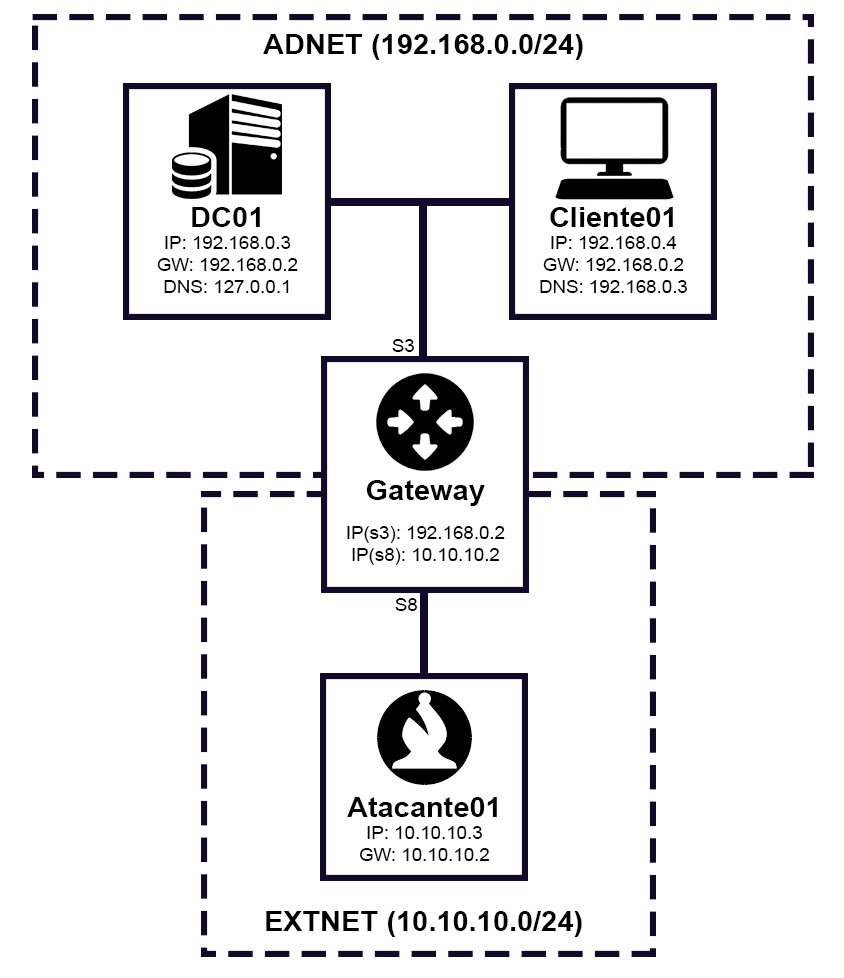 ADNET (192.168.0.0/24)
DC01
IP: 192.168.0.3
GW: 192.168.0.2
DNS: 127.0.0.1
Cliente01
IP: 192.168.0.4
GW: 192.168.0.2
DNS: 192.168.0.3
S3
Gateway
IP(s3): 192.168.0.2
IP(s8): 10.10.10.2
S8
Atacante01
IP: 10.10.10.3
GW: 10.10.10.2
EXTNET (10.10.10.0/24)